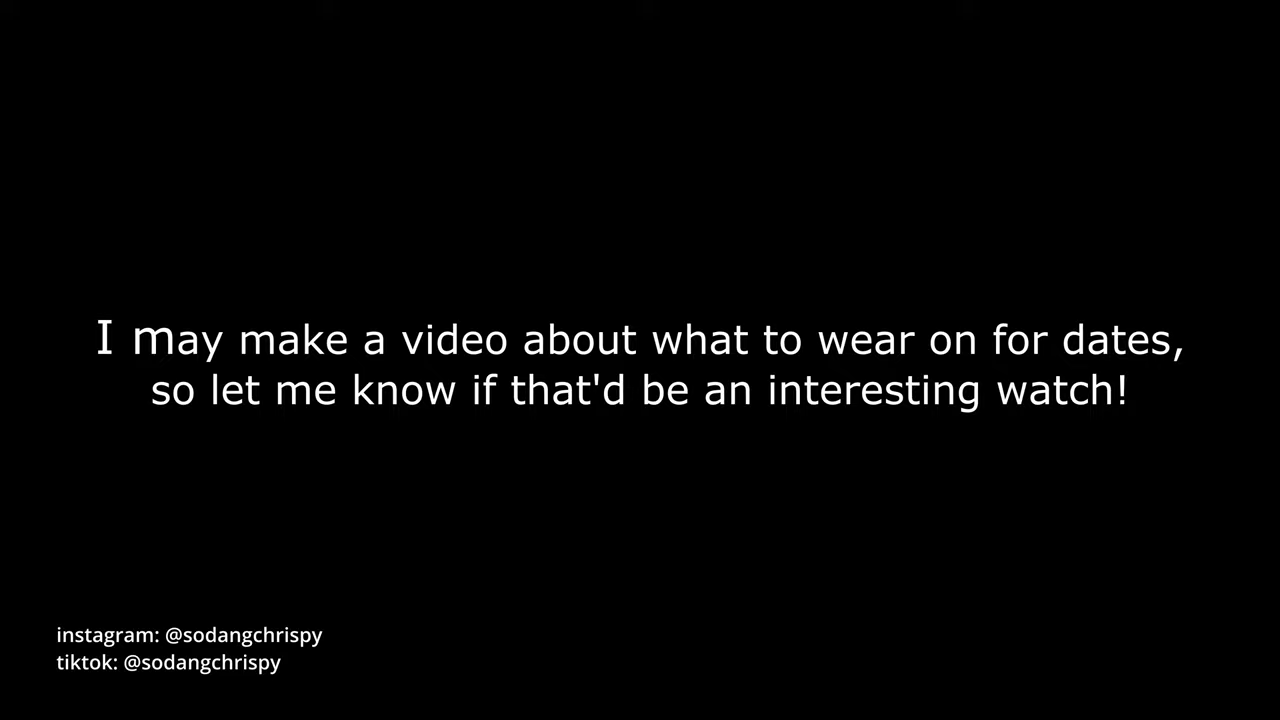 I may make a video about what to wear on for dates,
so let me know if that'd be an interesting watch!
instagram: @sodangchrispy
tiktok: @sodangchrispy